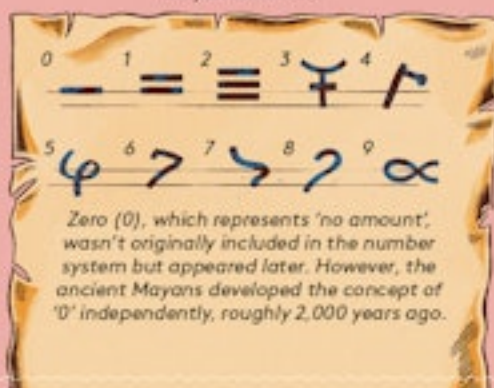 0 1 2 3 4
5 6 7 8 9
Zero (0), which represents 'no amount',
wasn't originally included in the number
system but appeared later. However, the
ancient Mayans developed the concept of
'0' independently, roughly 2,000 years ago.